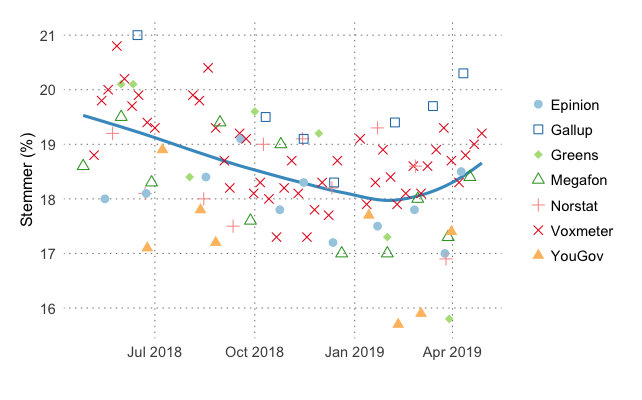 21
20
19
18
17
16
Stemmer (%)
Jul 2018
Oct 2018
Jan 2019
Apr 2019
Epinion
Gallup
Greens
Megafon
Norstat
Voxmeter
YouGov